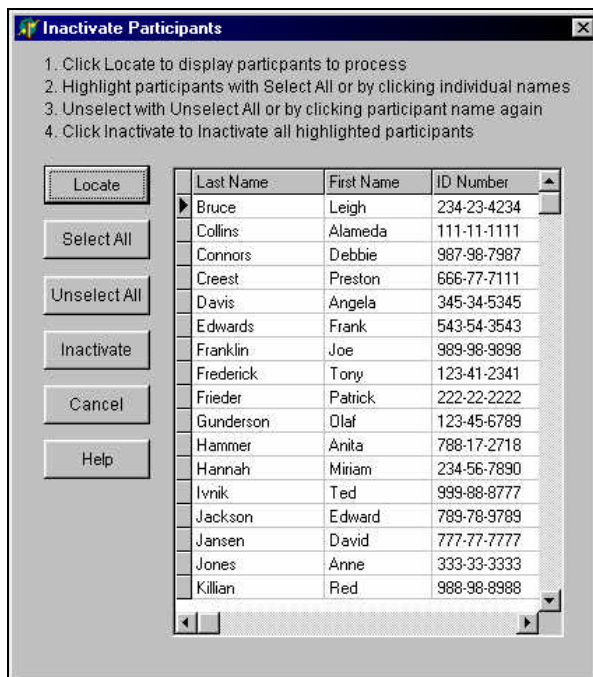 Inactivate Participants
1. Click Locate to display particpants to process
2. Highlight participants with Select All or by clicking individual names
3. Unselect with Unselect All or by clicking participant name again
4. Click Inactivate to Inactivate all highlighted participants
Locate
Select All
Unselect All
Inactivate
Cancel
Help
Last Name First Name ID Number
Bruce Leigh 234-23-4234
Collins Alameda 111-11-1111
Connors Debbie 987-98-7987
Creest Preston 666-77-7111
Davis Angela 345-34-5345
Edwards Frank 543-54-3543
Franklin Joe 989-98-9898
Frederick Tony 123-41-2341
Frieder Patrick 222-22-2222
Gunderson Olaf 123-45-6789
Hammer Anita 788-17-2718
Hannah Miriam 234-56-7890
Ivnik Ted 999-88-8777
Jackson Edward 789-78-9789
Jansen David 777-77-7777
Jones Anne 333-33-3333
Killian Red 988-98-8988